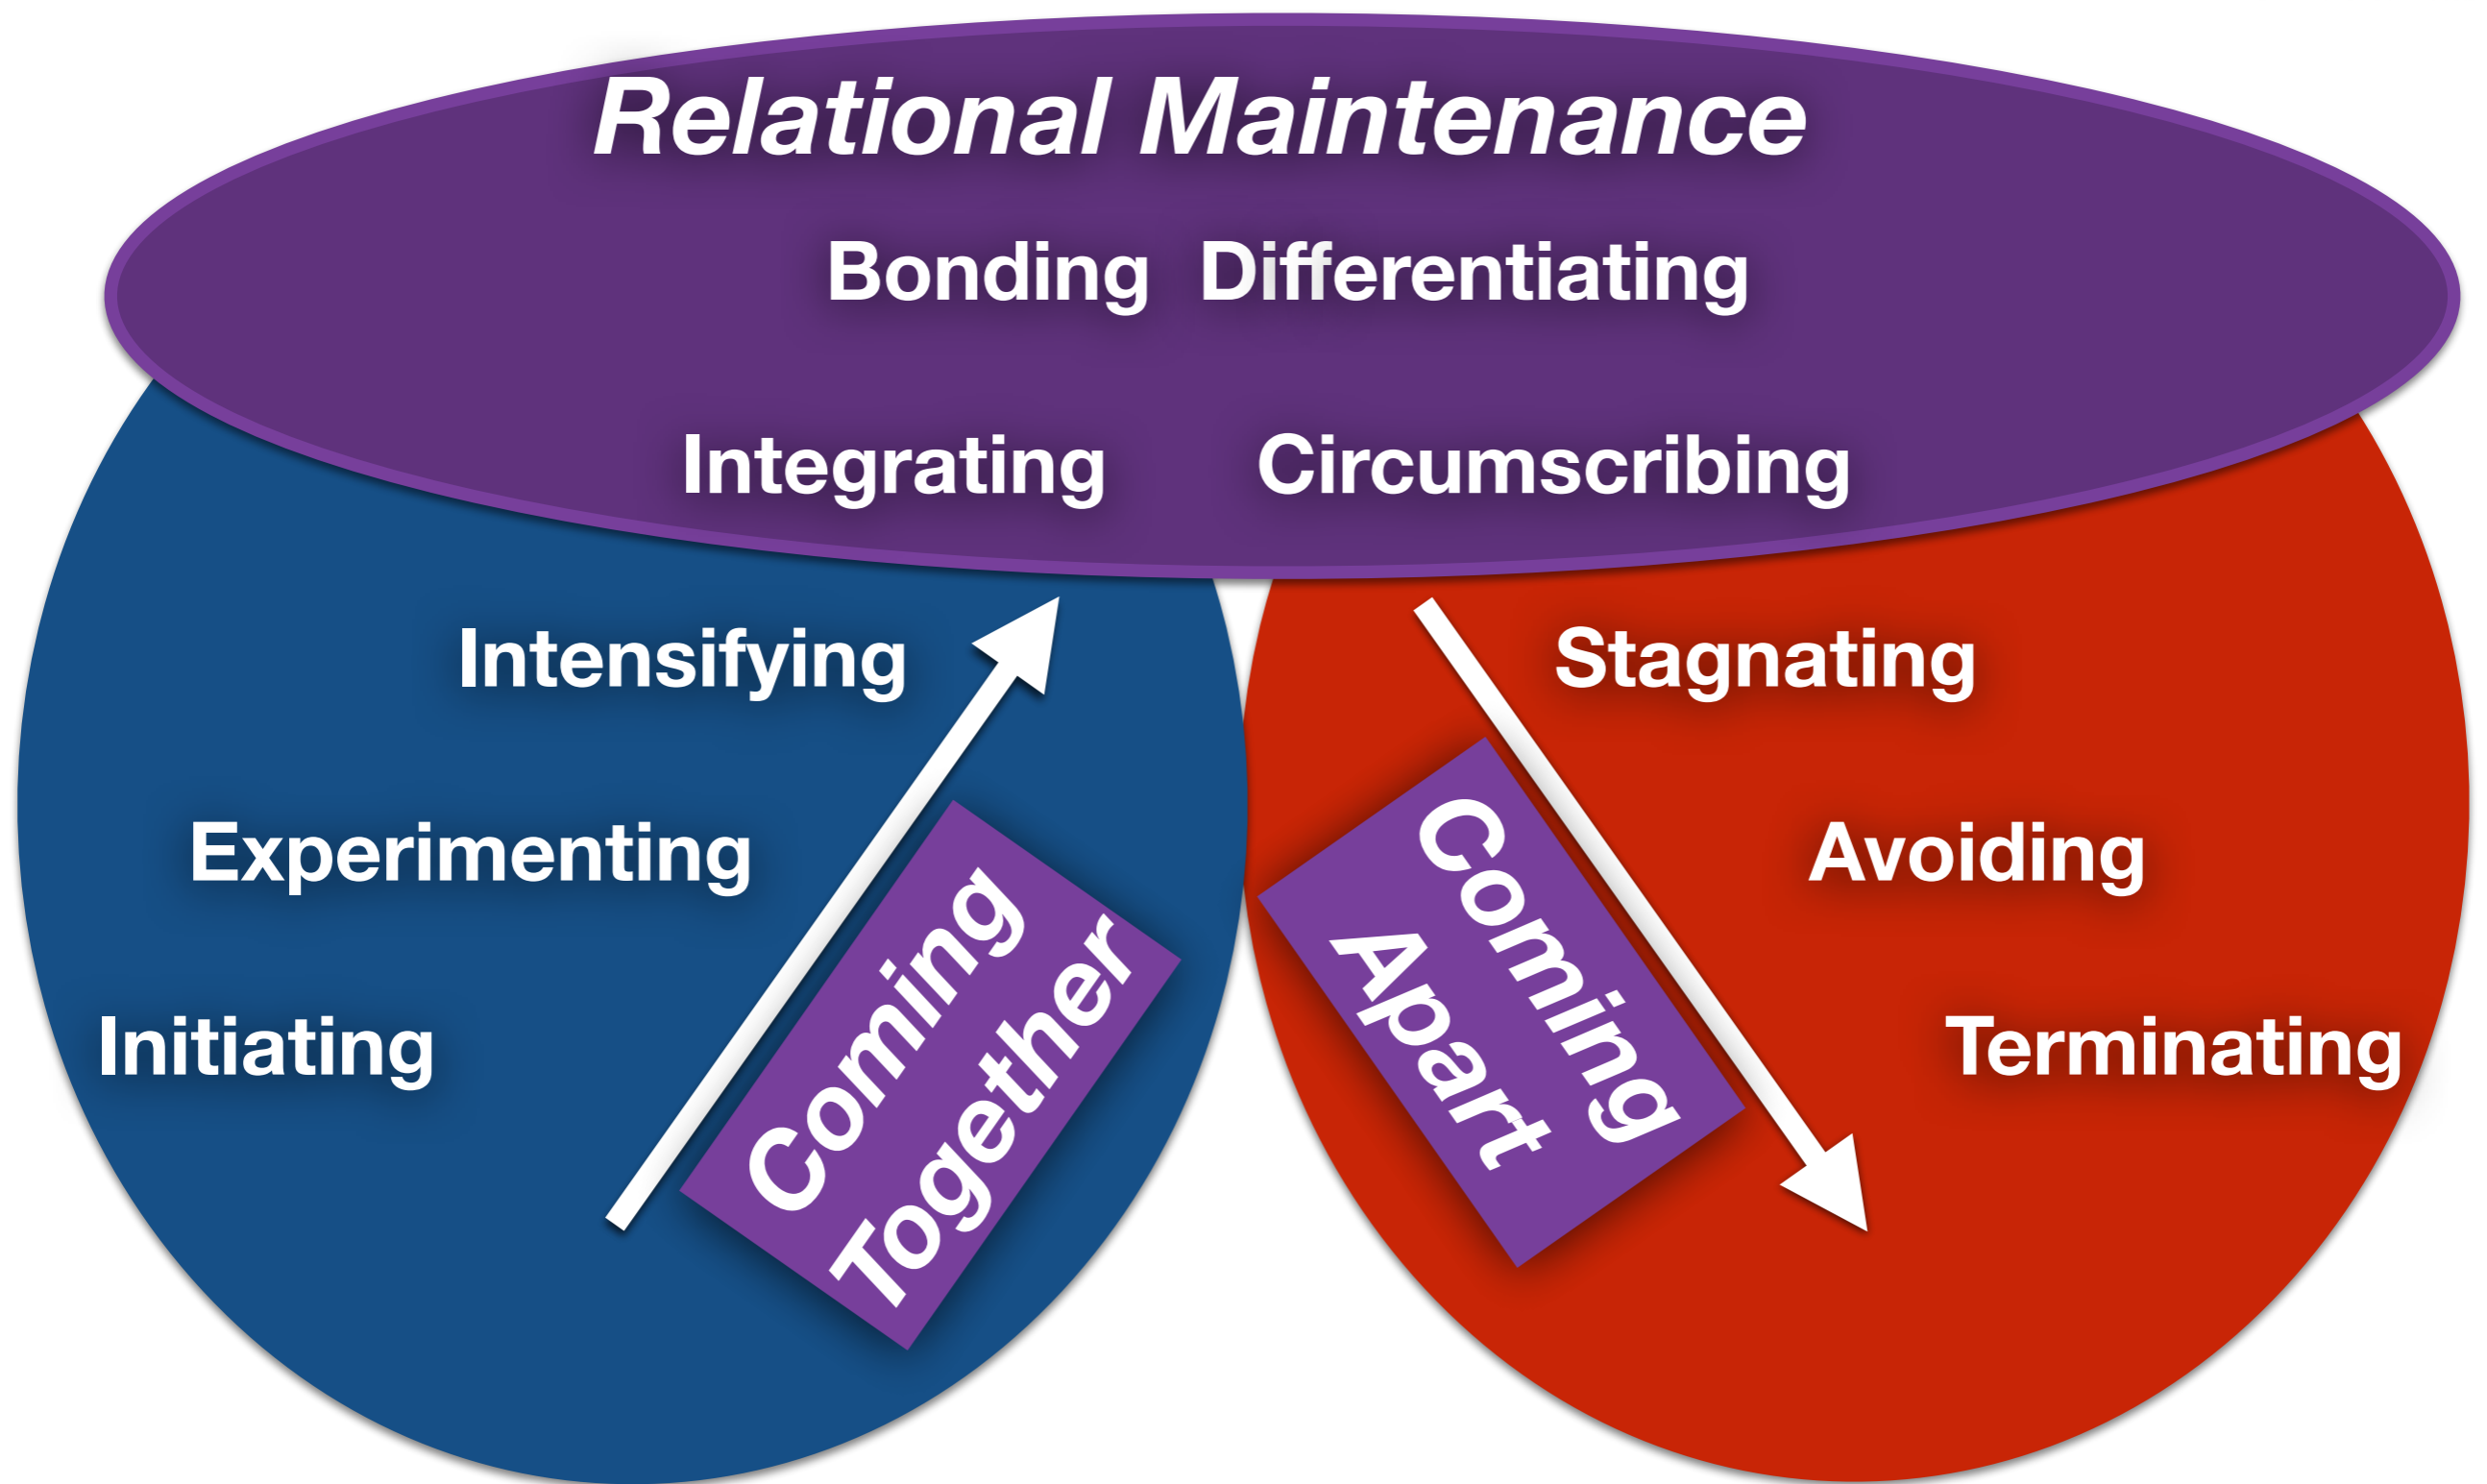 Relational Maintenance
Bonding Differentiating
Integrating Circumscribing
Intensifying
Stagnating
Experimenting
Avoiding
Initiating
Terminating
Coming
Together
Coming
Apart